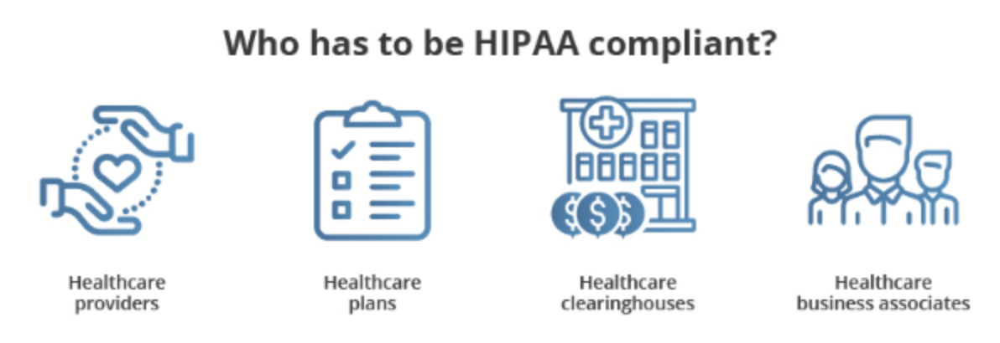 Who has to be HIPAA compliant?
Healthcare
providers
Healthcare
plans
Healthcare
clearinghouses
Healthcare
business associates
$ $ $